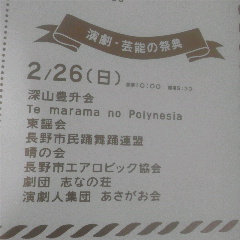 演劇・芸能の祭典
2/26(日)
深山豊升会
Te marama no Polynesia
東謡会
長野市民踊舞踊連盟
晴の会
長野市エアロビック協会
劇団 志なの荘
演劇人集団 あさがお会